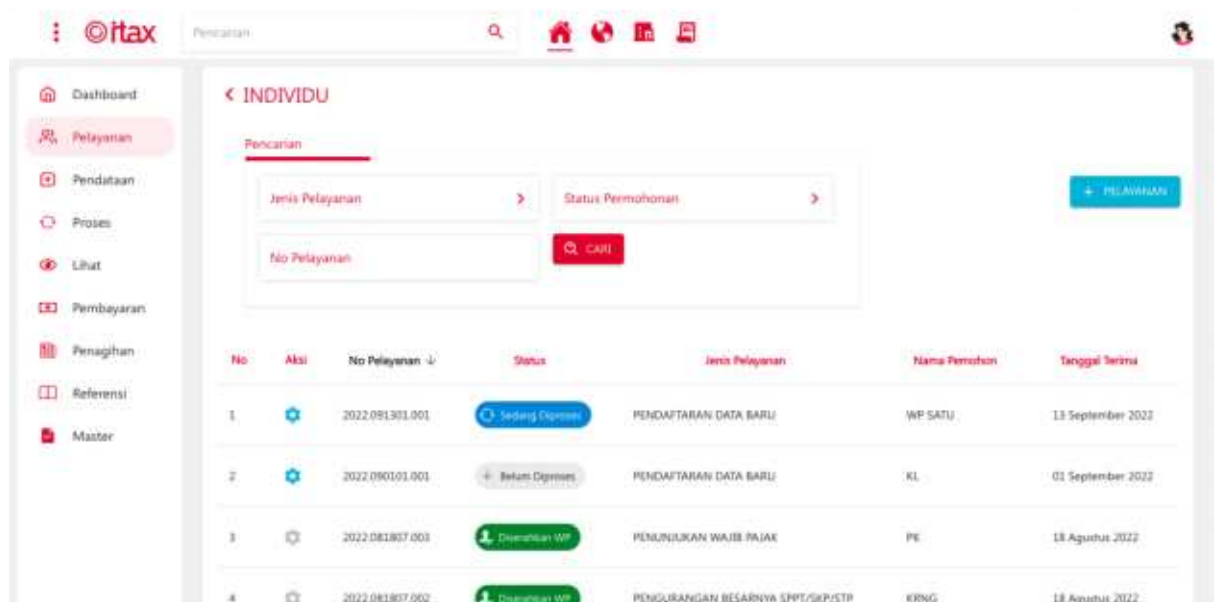 itax
Pencarian
Dashboard
Pelayanan
Pendataan
Proses
Lihat
Pembayaran
Penagihan
Referensi
Master
INDIVIDU
Pencarian
Jenis Pelayanan
Status Permohonan
+ PELAYANAN
No Pelayanan
CARI
No Aksi No Pelayanan ↓ Status Jenis Pelayanan Nama Pemohon Tanggal Terima
1 2022.091301.001 Sedang Diproses PENDAFTARAN DATA BARU WP SATU 13 September 2022
2 2022.090101.001 + Belum Diproses PENDAFTARAN DATA BARU KL 01 September 2022
3 2022.081807.003 Diserahkan WP PENUNJUKAN WAJIB PAJAK PK 18 Agustus 2022
4 2022.081807.002 Diserahkan WP PENGURANGAN BESARNYA SPPT/SKP/STP KRNG 18 Agustus 2022